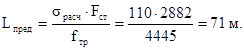 L пред = σ расч · F ст / f тр = 110 · 2882 / 4445 = 71 м.